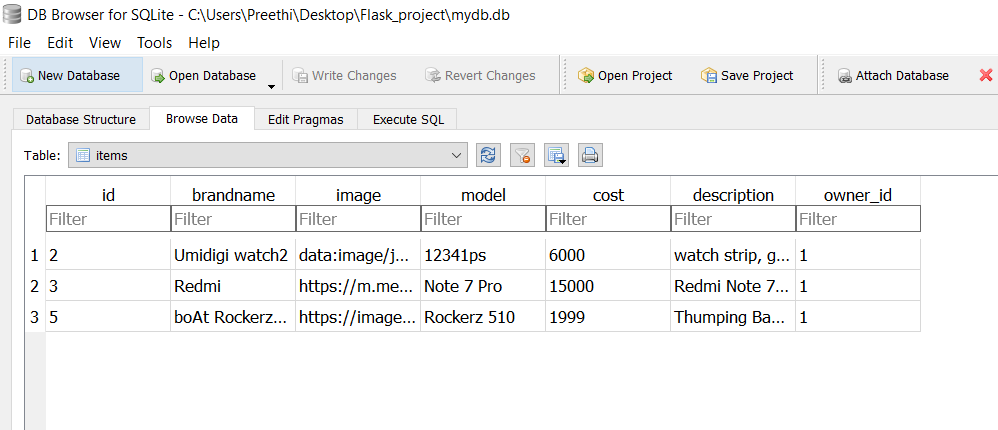 DB Browser for SQLite - C:\Users\Preethi\Desktop\Flask_project\mydb.db
File Edit View Tools Help
New Database Open Database Write Changes Revert Changes Open Project Save Project Attach Database
Database Structure Browse Data Edit Pragmas Execute SQL
Table: items
id brandname image model cost description owner_id
Filter Filter Filter Filter Filter Filter Filter
1 2 Umidigi watch2 data:image/j... 12341ps 6000 watch strip, g... 1
2 3 Redmi https://m.me... Note 7 Pro 15000 Redmi Note 7... 1
3 5 boAt Rockerz... https://image... Rockerz 510 1999 Thumping Ba... 1